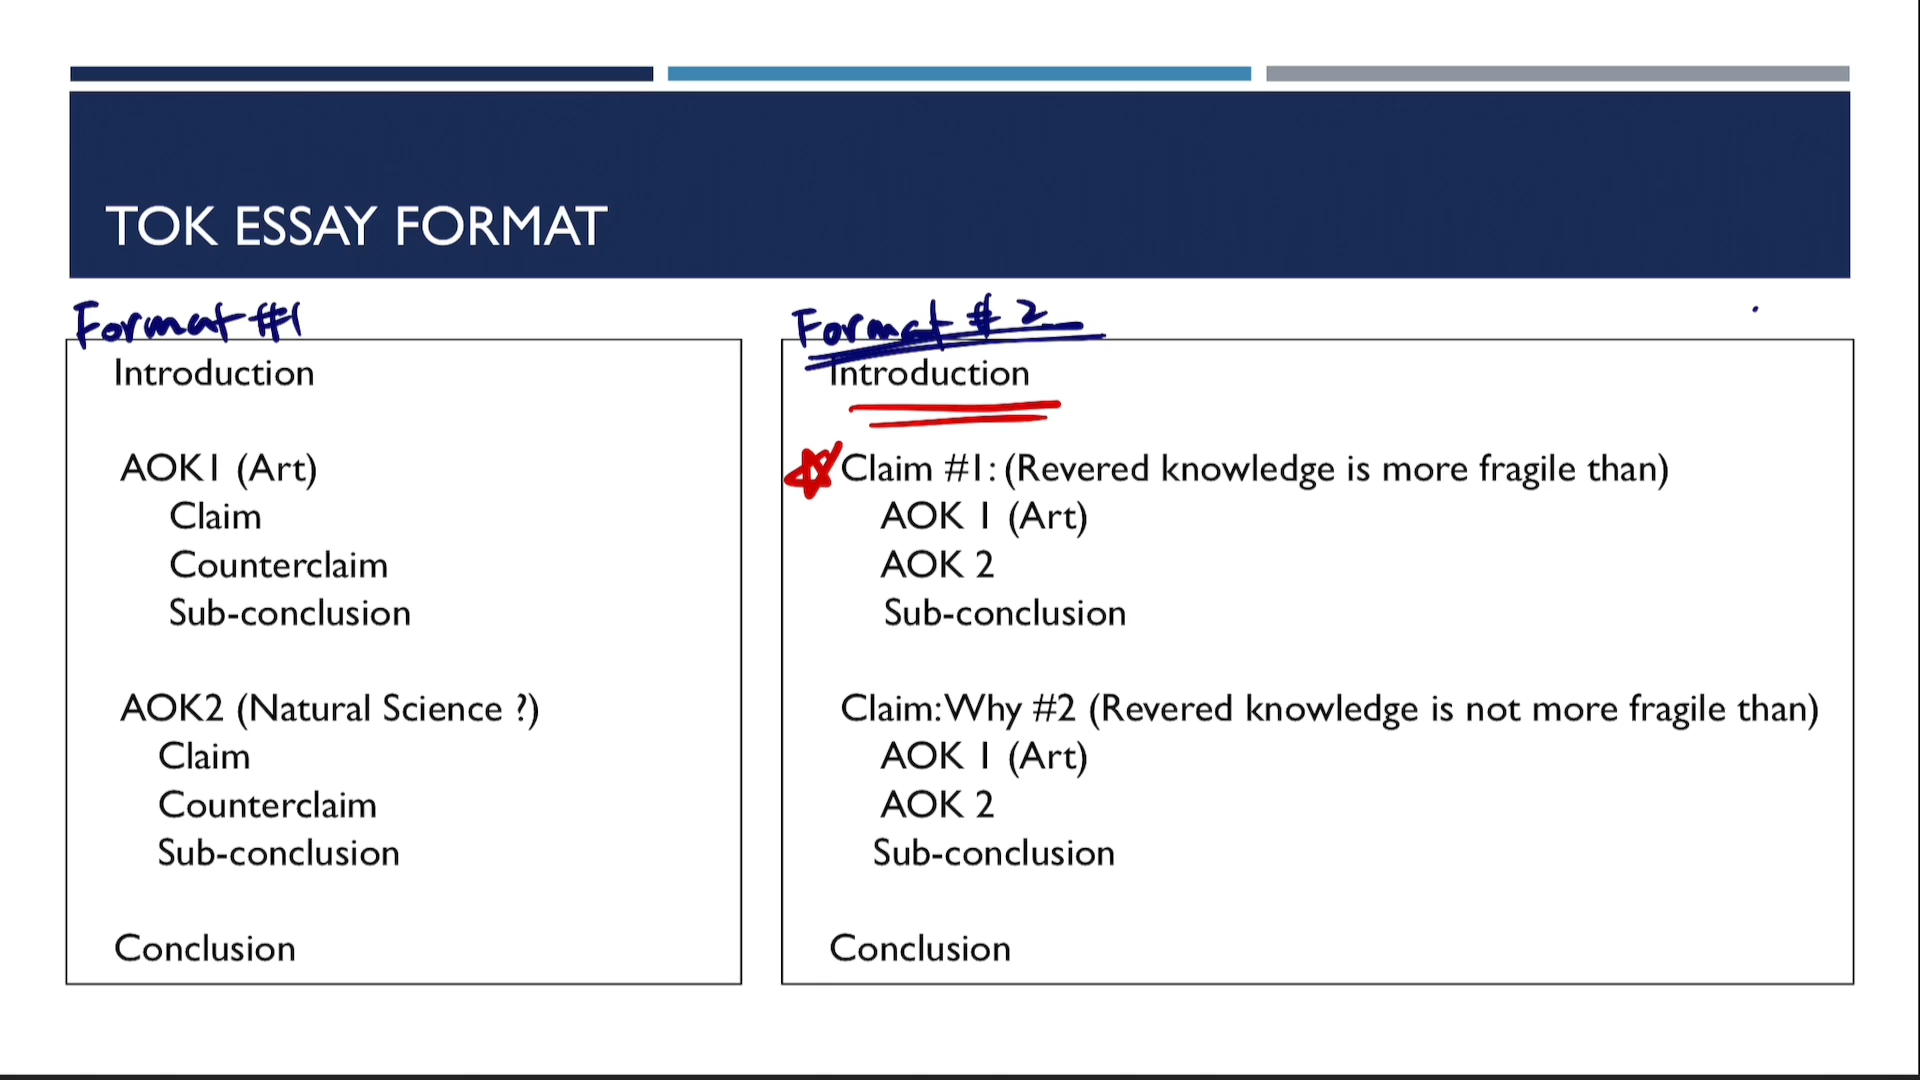 TOK ESSAY FORMAT
Format #1
Introduction
AOK1 (Art)
Claim
Counterclaim
Sub-conclusion
AOK2 (Natural Science ?)
Claim
Counterclaim
Sub-conclusion
Conclusion
Format # 2
Introduction
Claim #1: (Revered knowledge is more fragile than)
AOK 1 (Art)
AOK 2
Sub-conclusion
Claim: Why #2 (Revered knowledge is not more fragile than)
AOK 1 (Art)
AOK 2
Sub-conclusion
Conclusion